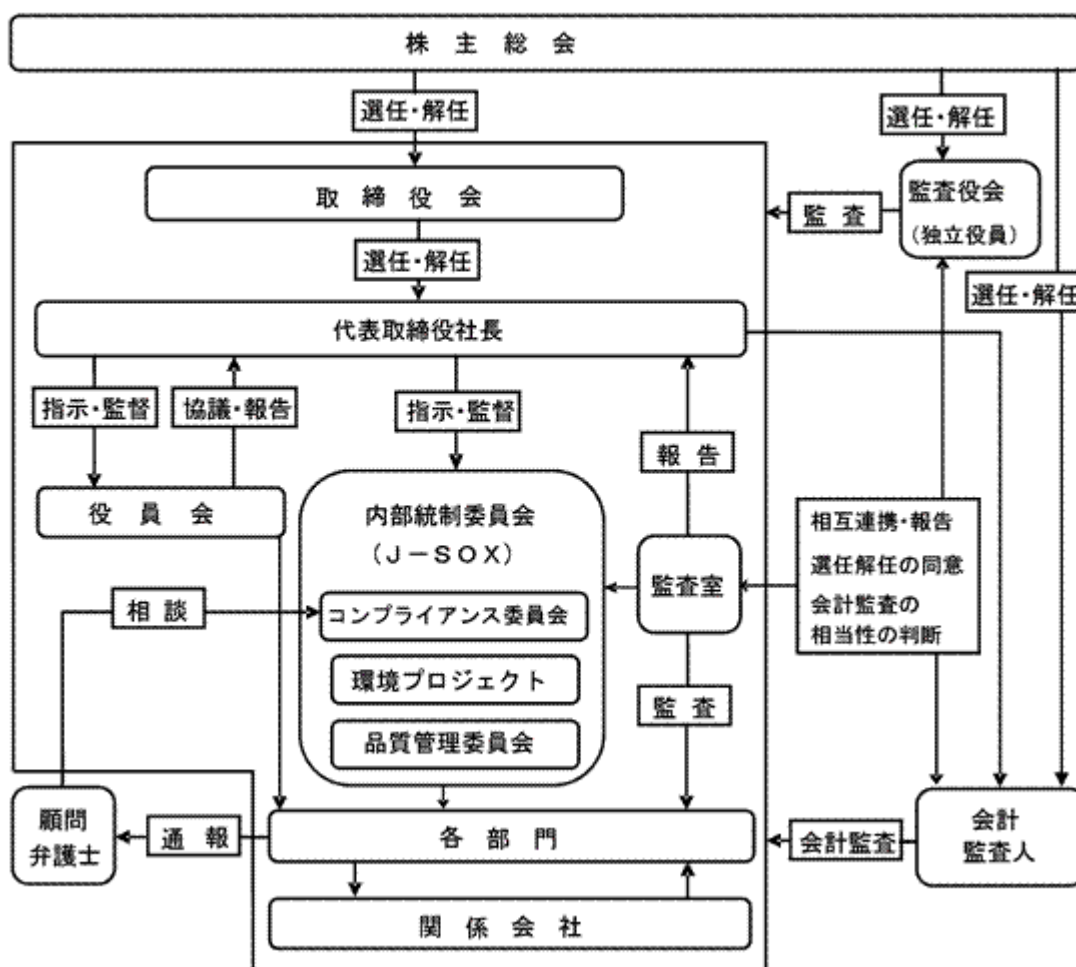 株主総会
選任・解任
選任・解任
取締役会
監査役会
(独立役員)
監査
選任・解任
選任・解任
代表取締役社長
指示・監督
協議・報告
指示・監督
報告
役員会
内部統制委員会
(J-SOX)
相互連携・報告
選任解任の同意
会計監査の
相当性の判断
監査室
相談
コンプライアンス委員会
環境プロジェクト
監査
品質管理委員会
顧問
弁護士
通報
各部門
会計監査
会計
監査人
関係会社